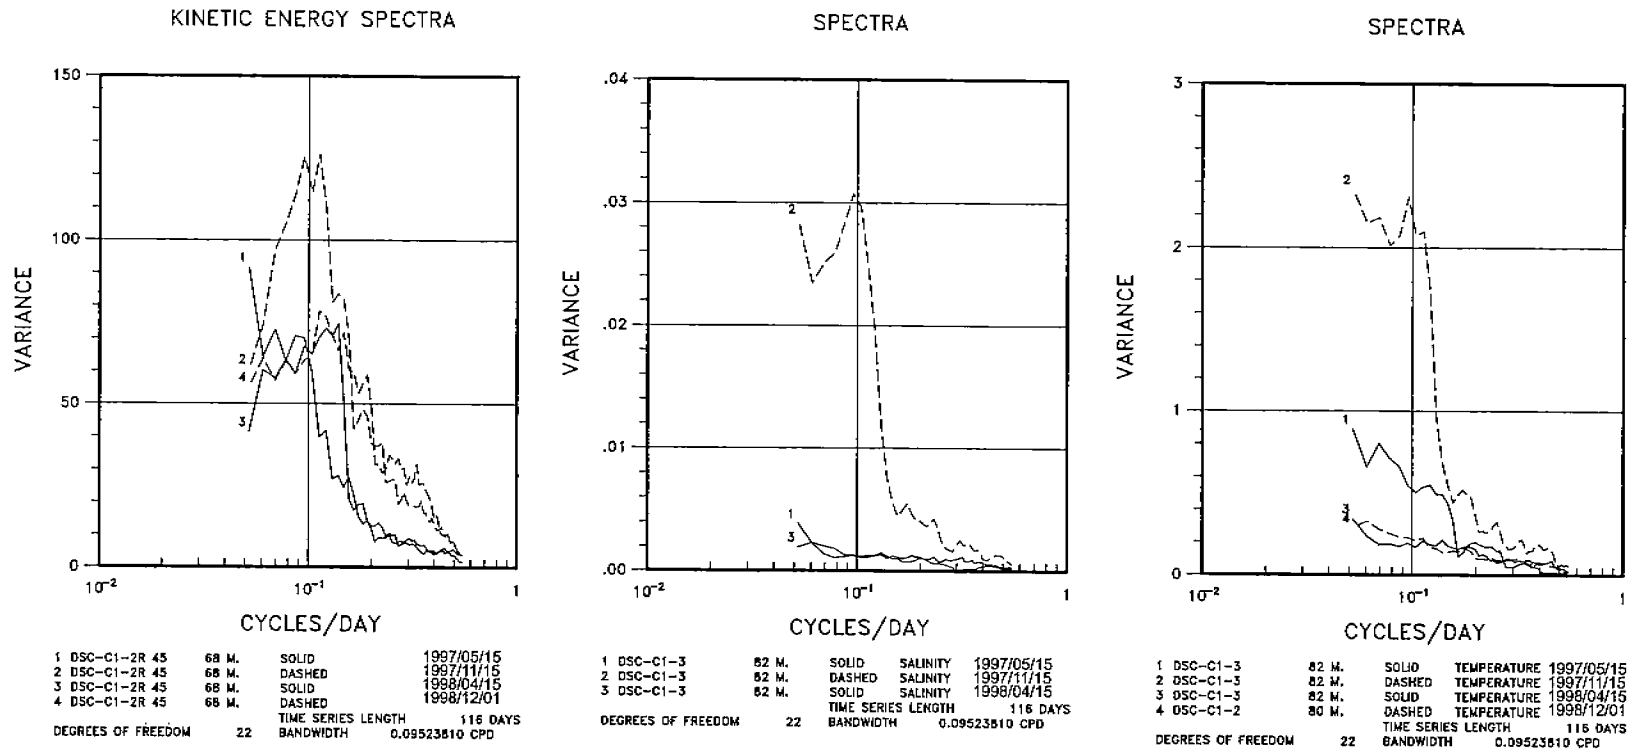 KINETIC ENERGY SPECTRA
150
100
50
0
VARIANCE
1
2
4
3
10-2
10-1
1
CYCLES/DAY
1 DSC-C1-2R 45 68 M. SOLID 1997/05/15
2 DSC-C1-2R 45 68 M. DASHED 1997/11/15
3 DSC-C1-2R 45 68 M. SOLID 1998/04/15
4 DSC-C1-2R 45 68 M. DASHED 1998/12/01
TIME SERIES LENGTH 116 DAYS
DEGREES OF FREEDOM 22 BANDWIDTH 0.09523810 CPD
SPECTRA
.04
.03
.02
.01
.00
VARIANCE
2
1
3
10-2
10-1
1
CYCLES/DAY
1 DSC-C1-3 82 M. SOLID SALINITY 1997/05/15
2 DSC-C1-3 82 M. DASHED SALINITY 1997/11/15
3 DSC-C1-3 82 M. SOLID SALINITY 1998/04/15
TIME SERIES LENGTH 116 DAYS
DEGREES OF FREEDOM 22 BANDWIDTH 0.09523810 CPD
SPECTRA
3
2
1
0
VARIANCE
2
1
3
4
10-2
10-1
1
CYCLES/DAY
1 DSC-C1-3 82 M. SOLID TEMPERATURE 1997/05/15
2 DSC-C1-3 82 M. DASHED TEMPERATURE 1997/11/15
3 DSC-C1-3 82 M. SOLID TEMPERATURE 1998/04/15
4 DSC-C1-2 80 M. DASHED TEMPERATURE 1998/12/01
TIME SERIES LENGTH 116 DAYS
DEGREES OF FREEDOM 22 BANDWIDTH 0.09523810 CPD